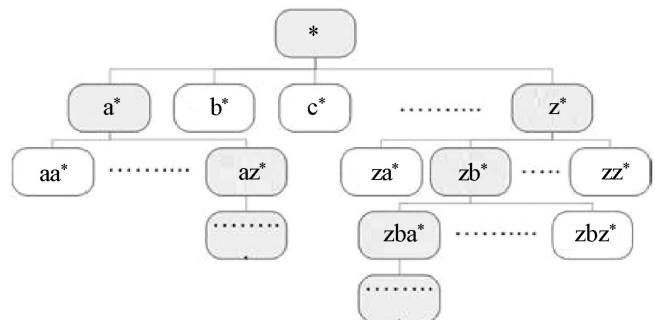 *
a* b* c* .......... z*
aa* .......... az* za* zb* ..... zz*
........ zba* .......... zbz*
........